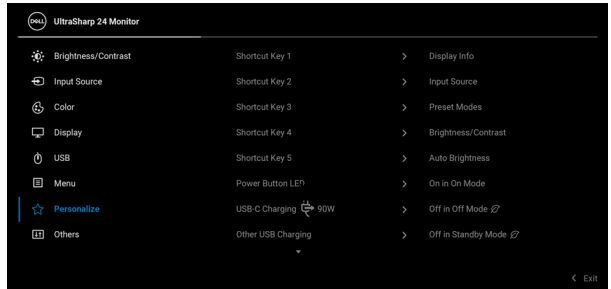 DELL UltraSharp 24 Monitor
Brightness/Contrast Shortcut Key 1 > Display Info
Input Source Shortcut Key 2 > Input Source
Color Shortcut Key 3 > Preset Modes
Display Shortcut Key 4 > Brightness/Contrast
USB Shortcut Key 5 > Auto Brightness
Menu Power Button LED > On in On Mode
Personalize USB-C Charging 90W > Off in Off Mode
Others Other USB Charging > Off in Standby Mode
< Exit